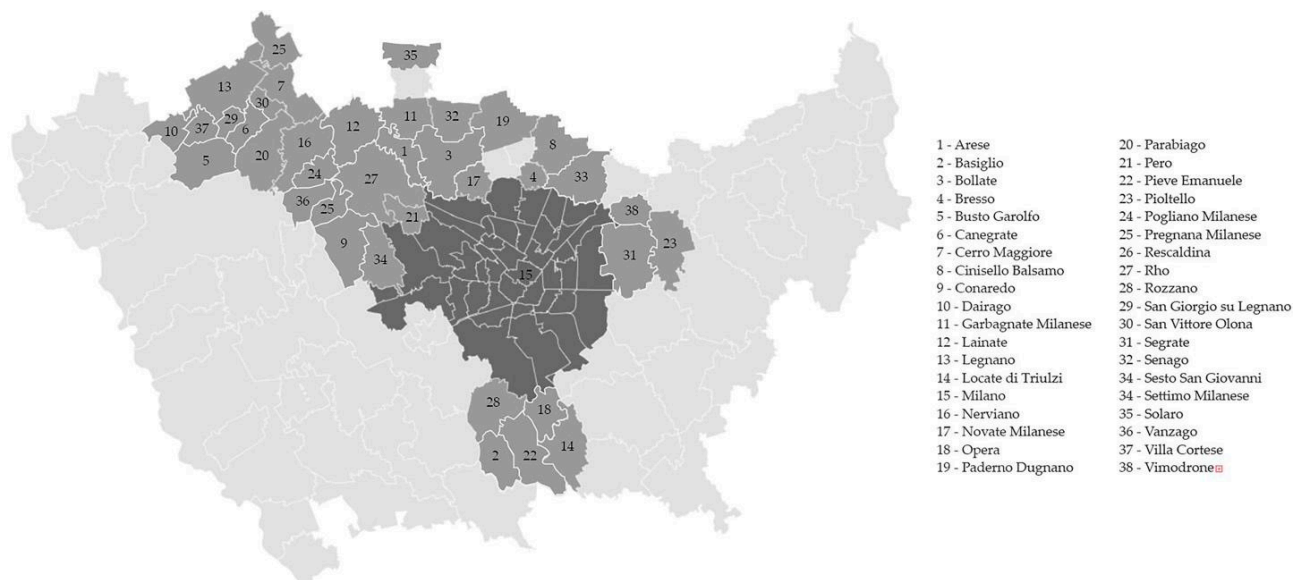 25
35
13
7
30
29
11
32
19
10
37
6
12
16
1
8
5
20
3
24
27
17
4
33
36
25
21
38
9
34
31
23
15
28
18
14
2
22
1 - Arese
2 - Basiglio
3 - Bollate
4 - Bresso
5 - Busto Garolfo
6 - Canegrate
7 - Cerro Maggiore
8 - Cinisello Balsamo
9 - Conaredo
10 - Dairago
11 - Garbagnate Milanese
12 - Lainate
13 - Legnano
14 - Locate di Triulzi
15 - Milano
16 - Nerviano
17 - Novate Milanese
18 - Opera
19 - Paderno Dugnano
20 - Parabiago
21 - Pero
22 - Pieve Emanuele
23 - Pioltello
24 - Pogliano Milanese
25 - Pregnana Milanese
26 - Rescaldina
27 - Rho
28 - Rozzano
29 - San Giorgio su Legnano
30 - San Vittore Olona
31 - Segrate
32 - Senago
34 - Sesto San Giovanni
34 - Settimo Milanese
35 - Solaro
36 - Vanzago
37 - Villa Cortese
38 - Vimodrone